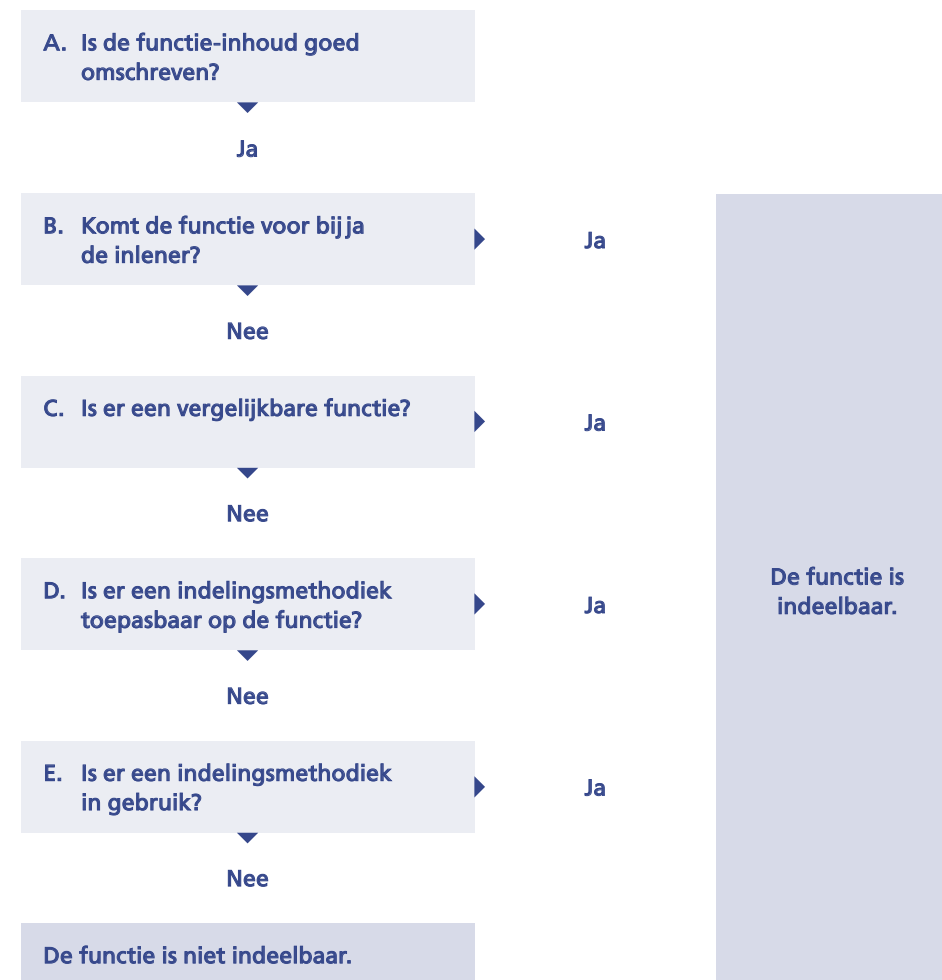 A. Is de functie-inhoud goed
omschreven?
Ja
B. Komt de functie voor bij ja
de inlener?
Ja
Nee
C. Is er een vergelijkbare functie?
Ja
Nee
D. Is er een indelingsmethodiek
toepasbaar op de functie?
Ja
De functie is
indeelbaar.
Nee
E. Is er een indelingsmethodiek
in gebruik?
Ja
Nee
De functie is niet indeelbaar.